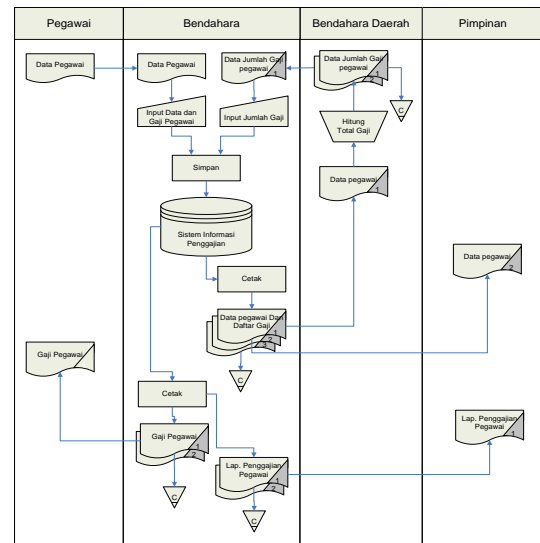 Pegawai
Bendahara
Bendahara Daerah
Pimpinan
Data Pegawai
Data Pegawai
Data Jumlah Gaji
pegawai
1
Data Jumlah Gaji
pegawai
1
2
C
Input Data dan
Gaji Pegawai
Input Jumlah Gaji
Hitung
Total Gaji
Simpan
Data pegawai
1
Sistem Informasi
Penggajian
Data pegawai
2
Cetak
Data pegawai Dan
Daftar Gaji
1
2
3
C
Gaji Pegawai
Cetak
Gaji Pegawai
1
2
Lap. Penggajian
Pegawai
1
Lap. Penggajian
Pegawai
1
2
C
C